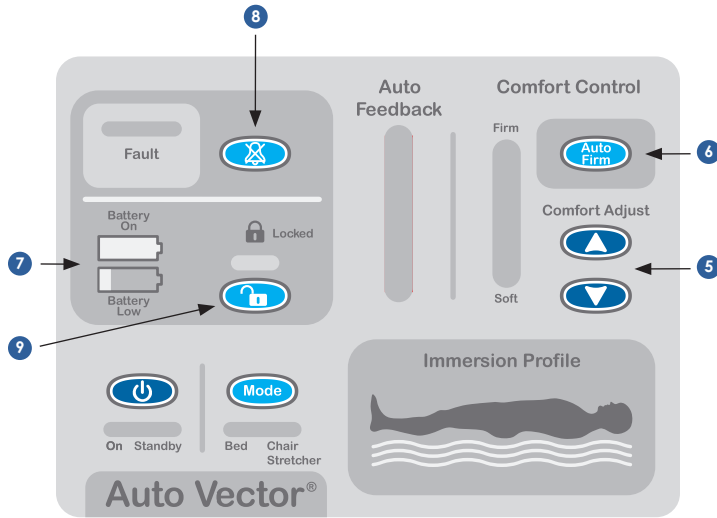 8
Auto
Feedback
Comfort Control
Fault
Firm
Auto
Firm
6
Comfort Adjust
Battery
On
Locked
7
5
Battery
Low
Soft
9
Immersion Profile
Mode
On Standby
Bed Chair
Stretcher
Auto Vector®